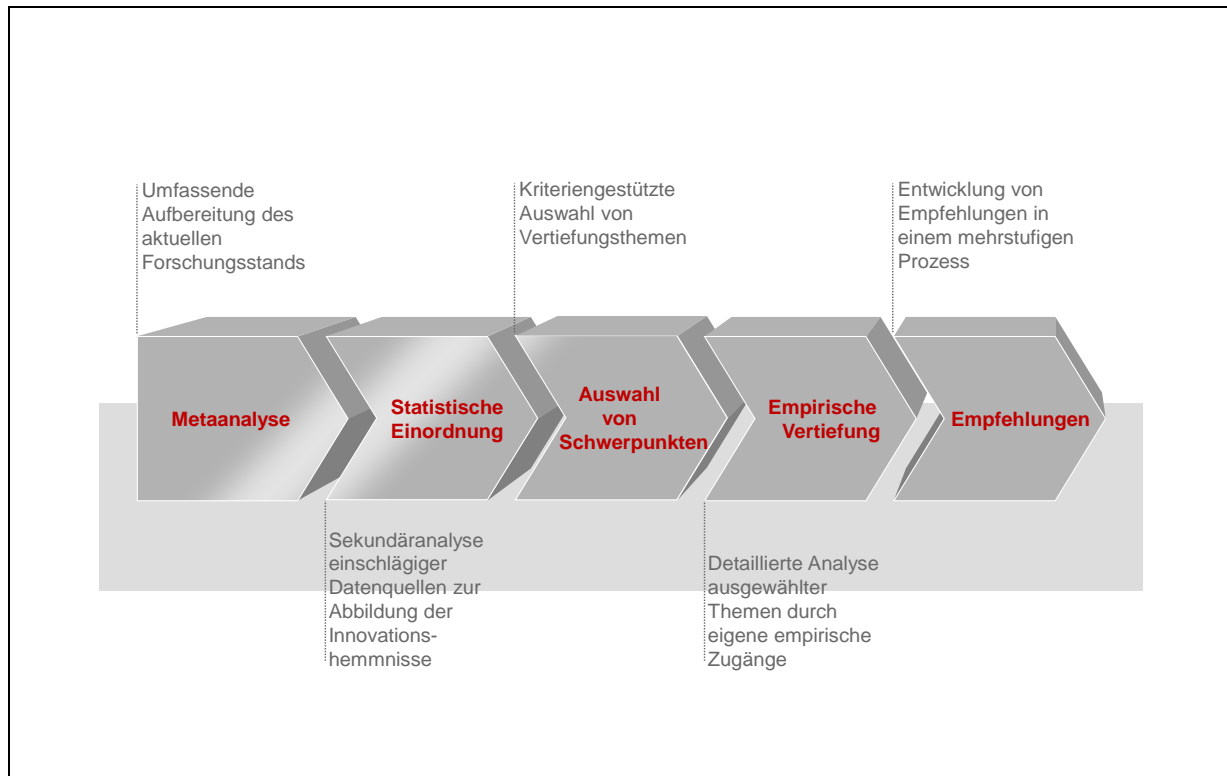 Umfassende
Aufbereitung des
aktuellen
Forschungsstands
Kriteriengestützte
Auswahl von
Vertiefungsthemen
Entwicklung von
Empfehlungen in
einem mehrstufigen
Prozess
Metaanalyse
Statistische
Einordnung
Auswahl
von
Schwerpunkten
Empirische
Vertiefung
Empfehlungen
Sekundäranalyse
einschlägiger
Datenquellen zur
Abbildung der
Innovations-
hemmnisse
Detaillierte Analyse
ausgewählter
Themen durch
eigene empirische
Zugänge